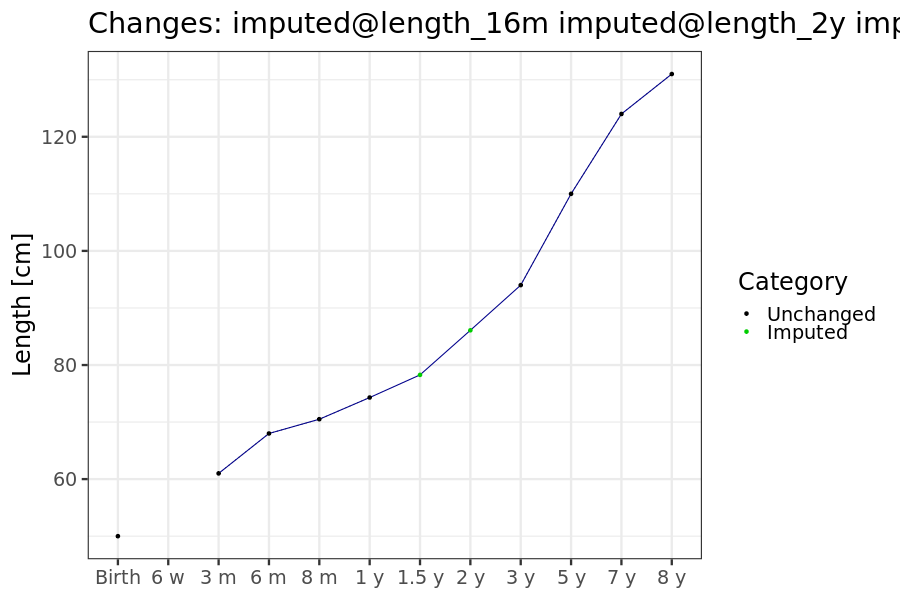 Changes: imputed@length_16m imputed@length_2y
Length [cm]
120
100
80
60
Birth 6 w 3 m 6 m 8 m 1 y 1.5 y 2 y 3 y 5 y 7 y 8 y
Category
Unchanged
Imputed